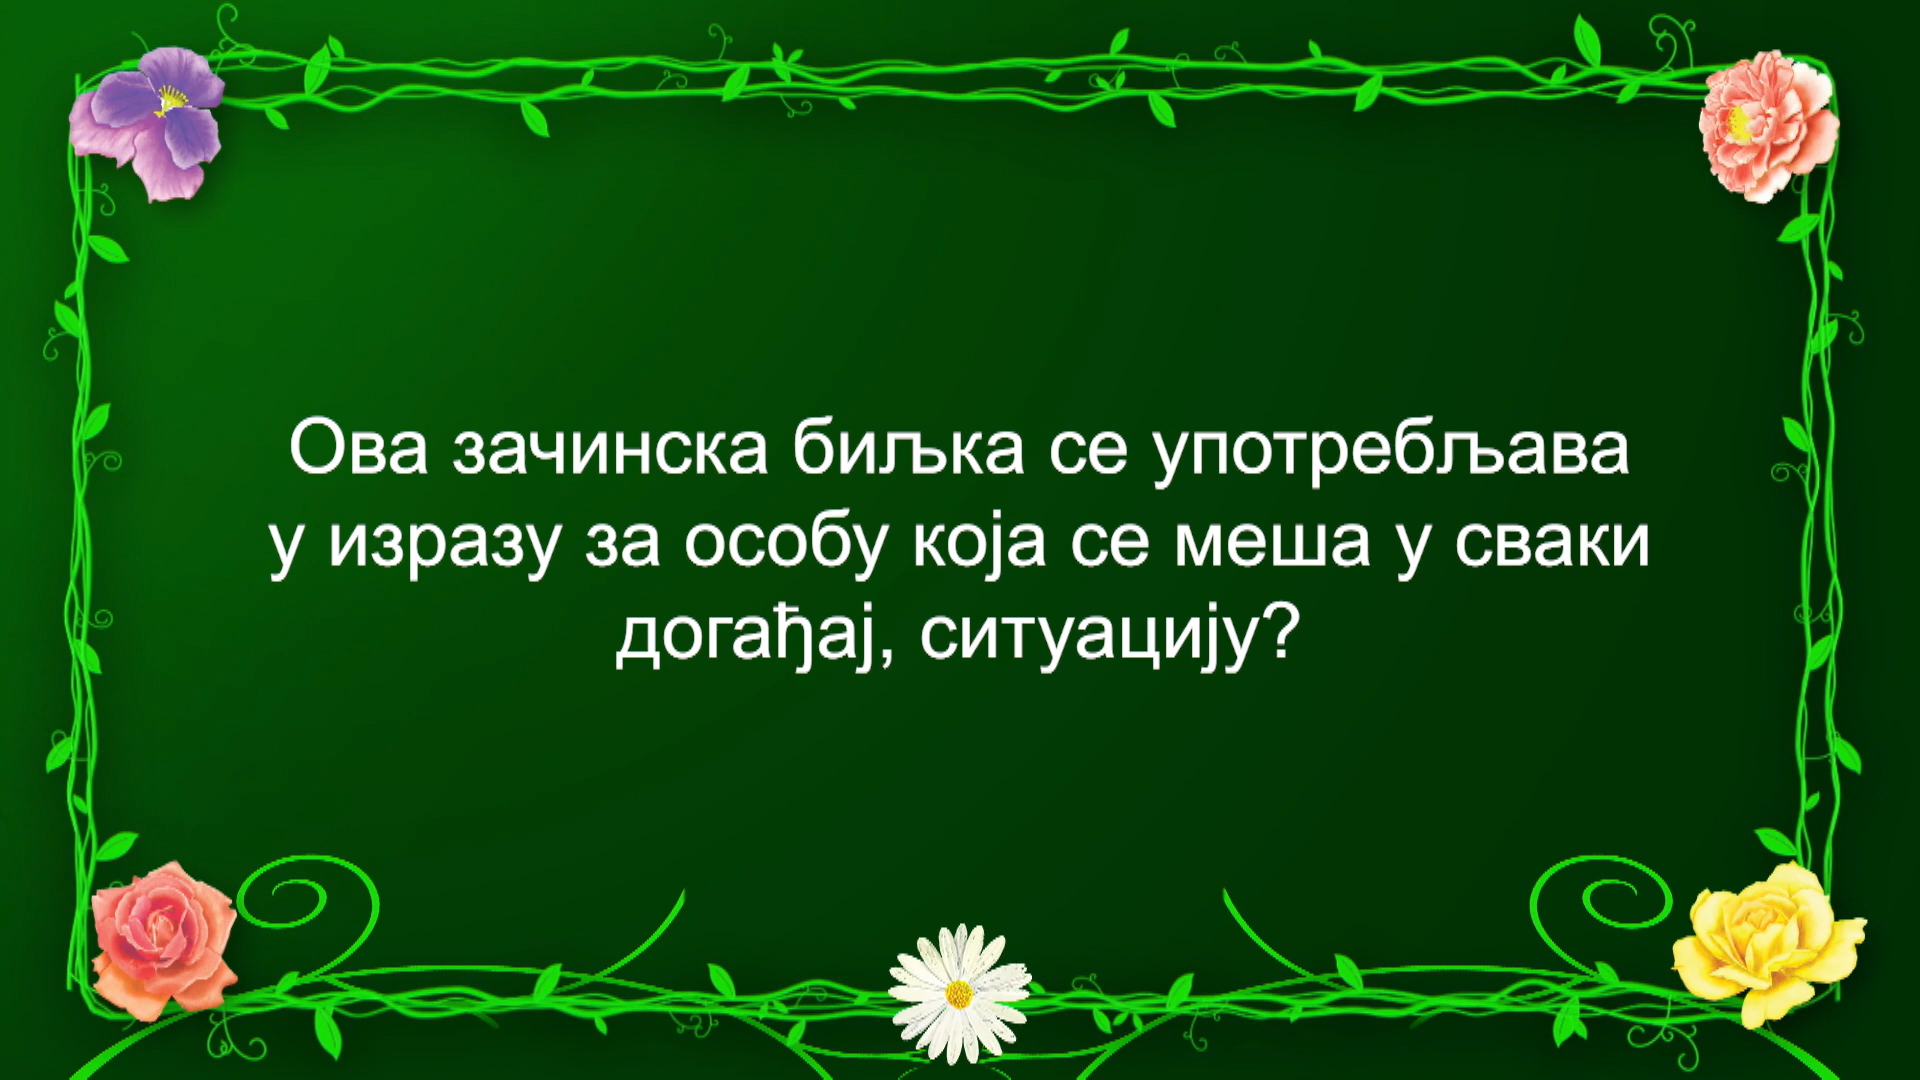 Ова зачинска биљка се употребљава
у изразу за особу која се меша у сваки
догађај, ситуацију?